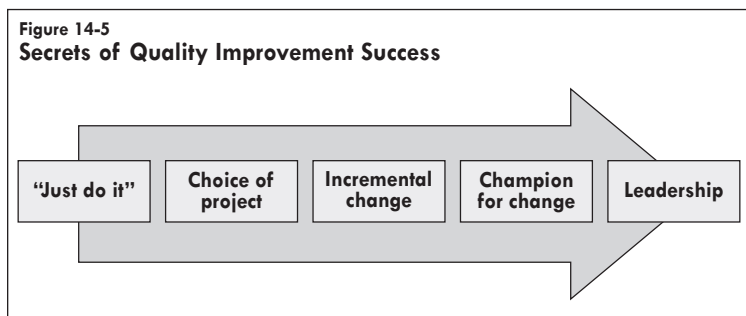 Figure 14-5
Secrets of Quality Improvement Success
“Just do it”
Choice of
project
Incremental
change
Champion
for change
Leadership